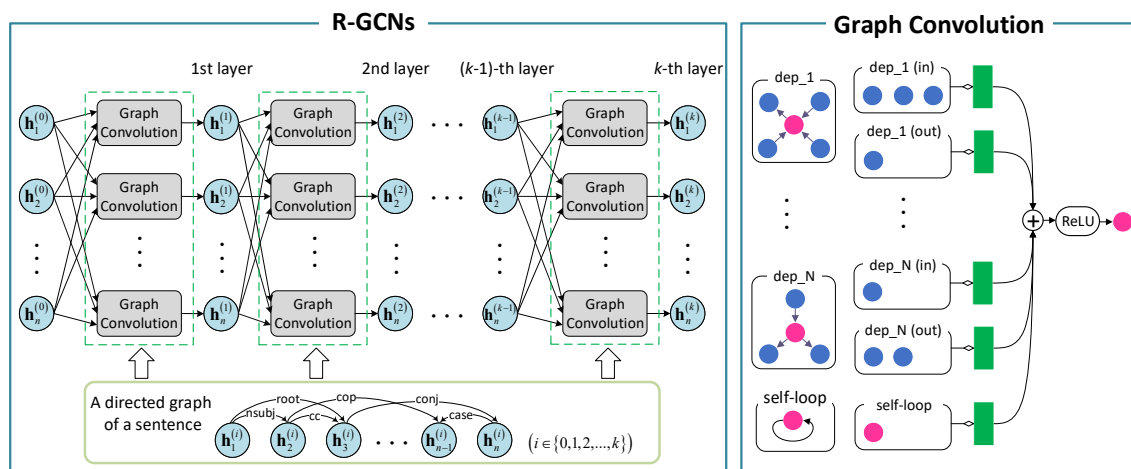 R-GCNs
1st layer
2nd layer
(k-1)-th layer
k-th layer
h₁⁽⁰⁾ Graph Convolution h₁⁽¹⁾ Graph Convolution h₁⁽²⁾ · · · h₁⁽ᵏ⁻¹⁾ Graph Convolution h₁⁽ᵏ⁾
h₂⁽⁰⁾ Graph Convolution h₂⁽¹⁾ Graph Convolution h₂⁽²⁾ · · · h₂⁽ᵏ⁻¹⁾ Graph Convolution h₂⁽ᵏ⁾
hₙ⁽⁰⁾ Graph Convolution hₙ⁽¹⁾ Graph Convolution hₙ⁽²⁾ · · · hₙ⁽ᵏ⁻¹⁾ Graph Convolution hₙ⁽ᵏ⁾
A directed graph
of a sentence
root
cop
conj
nsubj
cc
case
h₁⁽ⁱ⁾ h₂⁽ⁱ⁾ h₃⁽ⁱ⁾ · · · hₙ₋₁⁽ⁱ⁾ hₙ⁽ⁱ⁾ (i ∈ {0,1,2,...,k})
Graph Convolution
dep_1
dep_1 (in)
dep_1 (out)
+
ReLU
dep_N
dep_N (in)
dep_N (out)
self-loop
self-loop